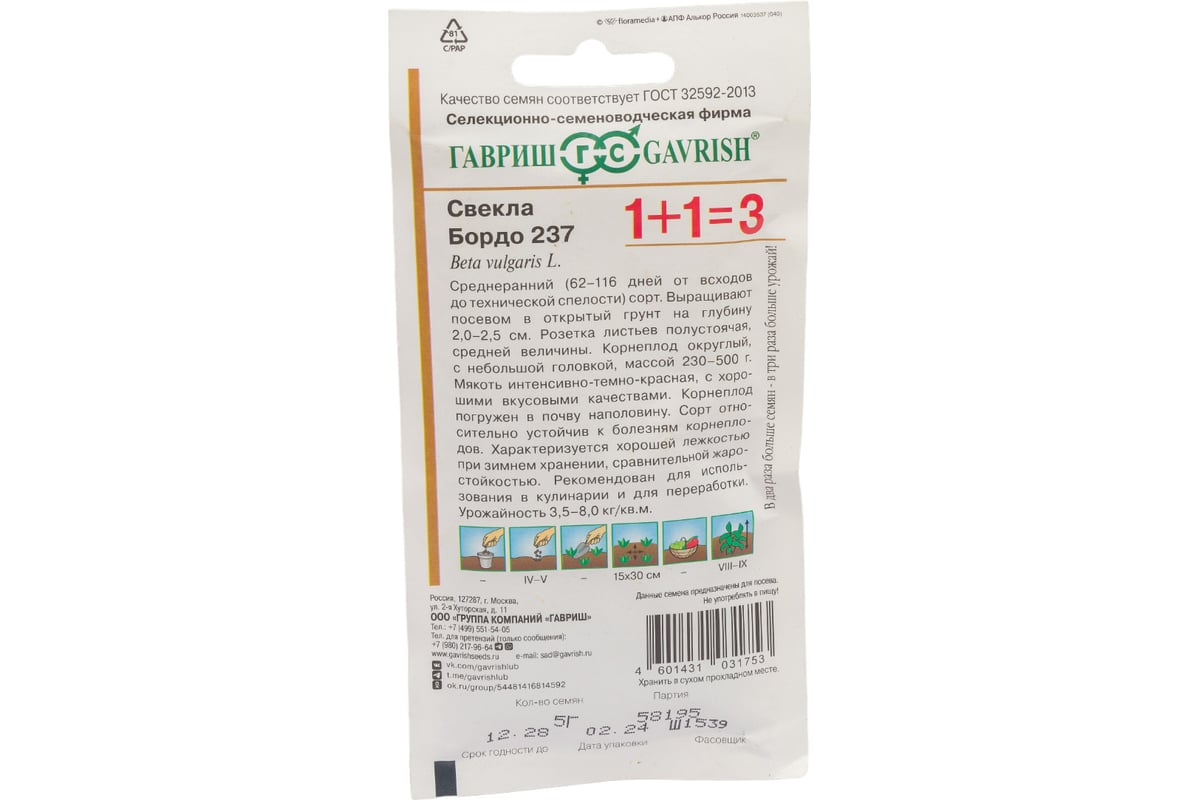 © floramedia + АПФ Алькор Россия 14003537 (040)
81
C/PAP
Качество семян соответствует ГОСТ 32592-2013
Селекционно-семеноводческая фирма
ГАВРИШ ГС GAVRISH®
Свекла
Бордо 237
1+1=3
Beta vulgaris L.
Среднеранний (62–116 дней от всходов
до технической спелости) сорт. Выращивают
посевом в открытый грунт на глубину
2,0–2,5 см. Розетка листьев полустоячая,
средней величины. Корнеплод округлый,
с небольшой головкой, массой 230–500 г.
Мякоть интенсивно-темно-красная, с хоро-
шими вкусовыми качествами. Корнеплод
погружен в почву наполовину. Сорт отно-
сительно устойчив к болезням корнепло-
дов. Характеризуется хорошей лежкостью
при зимнем хранении, сравнительной жаро-
стойкостью. Рекомендован для исполь-
зования в кулинарии и для переработки.
Урожайность 3,5–8,0 кг/кв.м.
В два раза больше семян - в три раза больше урожай!
– IV–V – 15х30 см – VIII–IX
Данные семена предназначены для посева.
Не употреблять в пищу!
Россия, 127287, г. Москва,
ул. 2-я Хуторская, д. 11
ООО «ГРУППА КОМПАНИЙ «ГАВРИШ»
Тел.: +7 (499) 551-54-05
Тел. для претензий (только сообщения):
+7 (980) 217-96-64
www.gavrishseeds.ru e-mail: sad@gavrish.ru
vk.com/gavrishlub
t.me/gavrishlub
ok.ru/group/54481416814592
4 601431 031753
Хранить в сухом прохладном месте.
Кол-во семян
Партия
5Г
58195
12.28
02.24
Ш1539
Срок годности до
Дата упаковки
Фасовщик